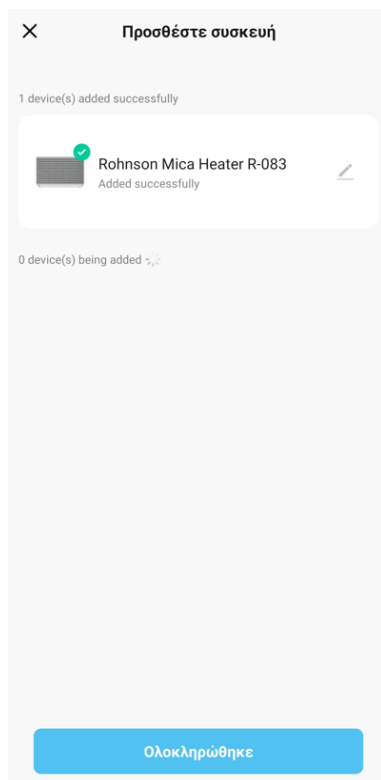 Προσθέστε συσκευή
1 device(s) added successfully
Rohnson Mica Heater R-083
Added successfully
0 device(s) being added
Ολοκληρώθηκε